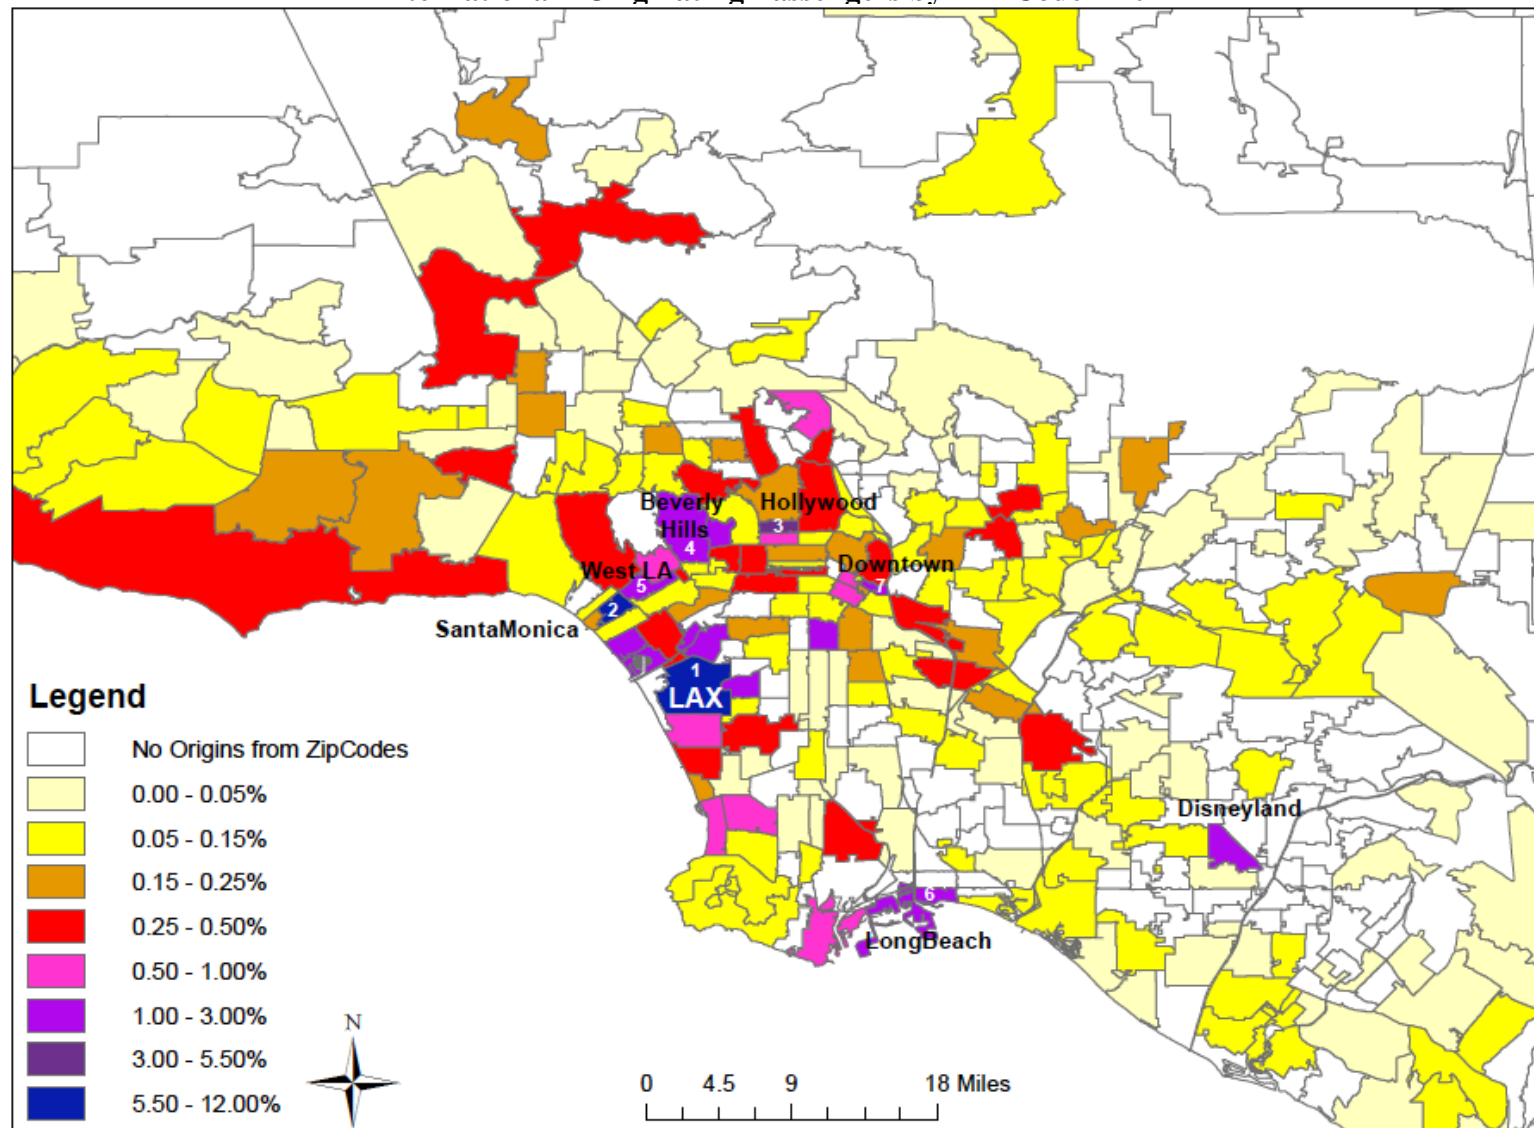 Beverly
Hills
Hollywood
3
4
West LA
5
Downtown
7
2
SantaMonica
1
LAX
Legend
No Origins from ZipCodes
0.00 - 0.05%
0.05 - 0.15%
0.15 - 0.25%
0.25 - 0.50%
0.50 - 1.00%
1.00 - 3.00%
3.00 - 5.50%
5.50 - 12.00%
Disneyland
6
LongBeach
N
0 4.5 9 18 Miles